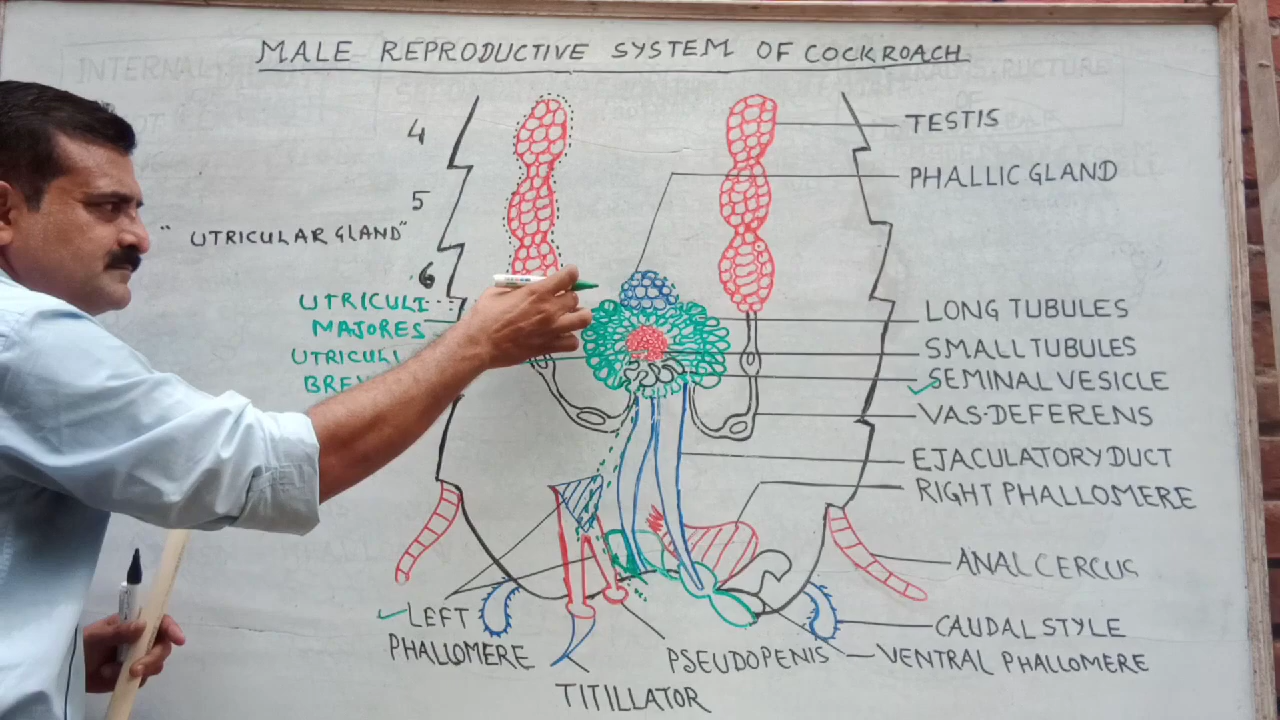 MALE REPRODUCTIVE SYSTEM OF COCKROACH
4
5
6
"UTRICULAR GLAND"
UTRICULI
MAJORES
UTRICULI
TESTIS
PHALLIC GLAND
LONG TUBULES
SMALL TUBULES
SEMINAL VESICLE
VAS-DEFERENS
EJACULATORY DUCT
RIGHT PHALLOMERE
ANAL CERCUS
CAUDAL STYLE
VENTRAL PHALLOMERE
PSEUDOPENIS
LEFT
PHALLOMERE
TITILLATOR